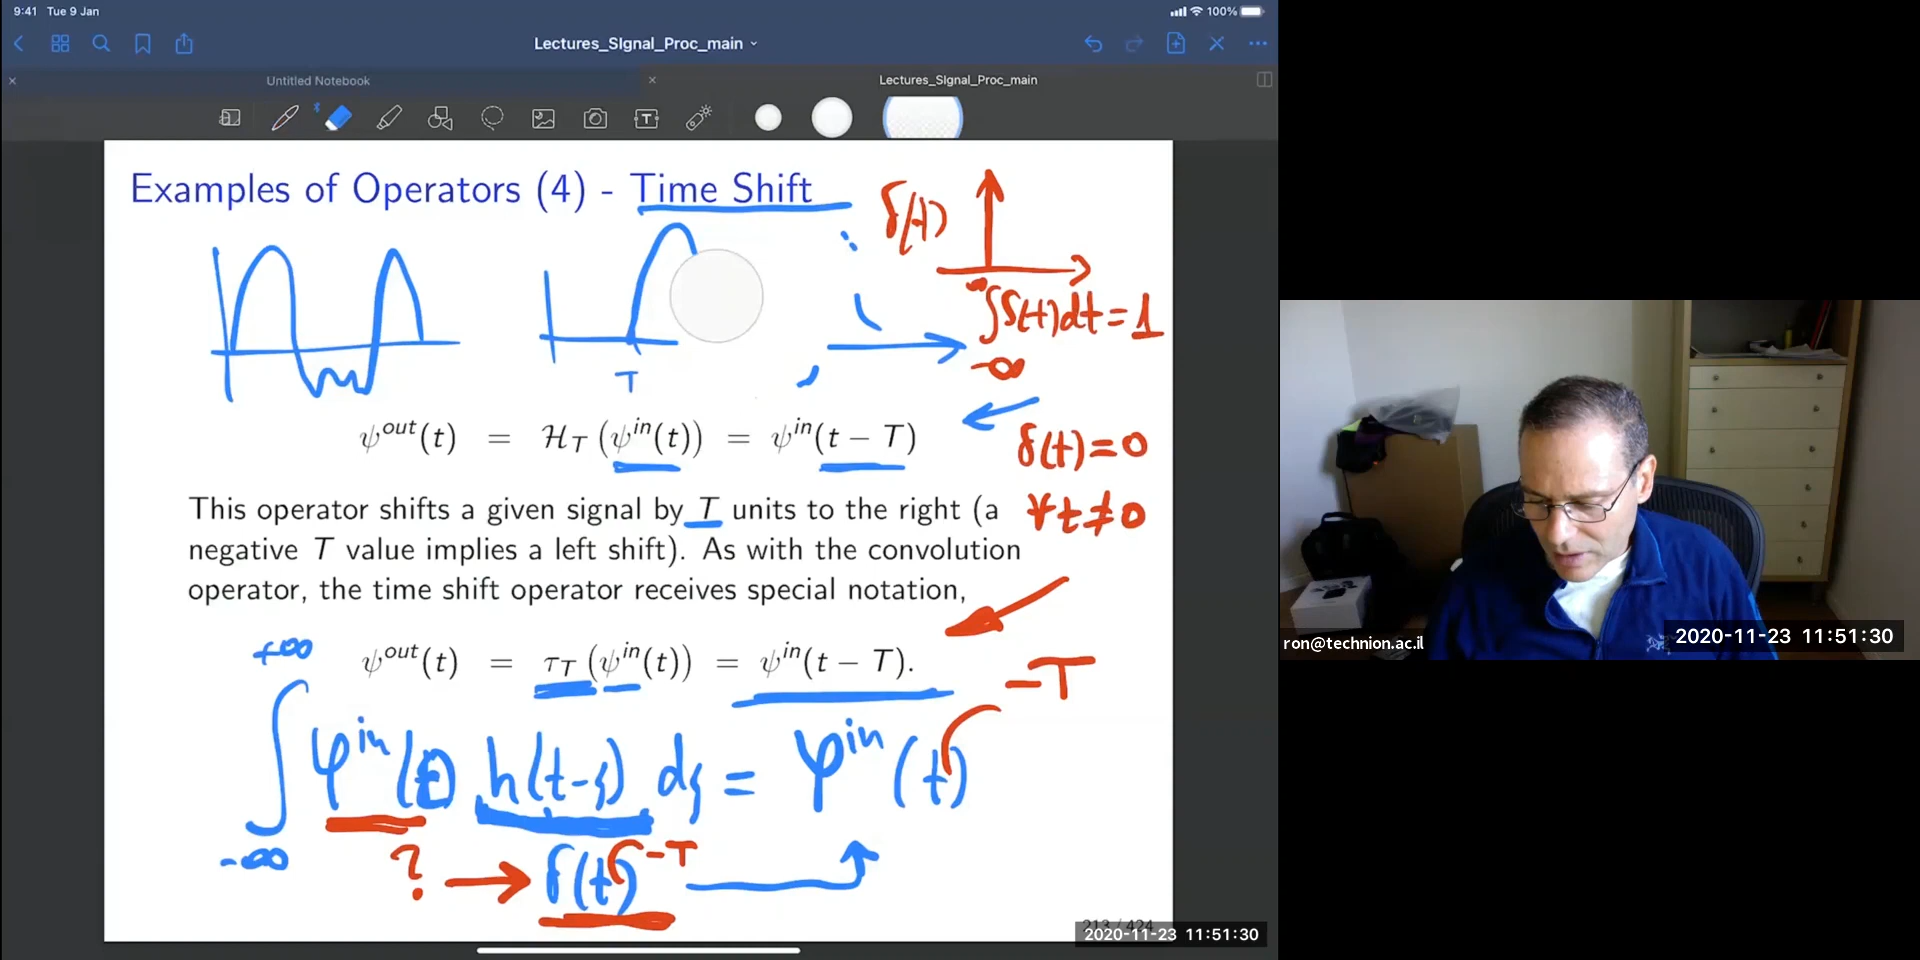 9:41 Tue 9 Jan
100%
Lectures_SIgnal_Proc_main
Untitled Notebook
Lectures_SIgnal_Proc_main
Examples of Operators (4) - Time Shift
δ(t)
∞
∫δ(t)dt=1
-∞
T
ψ^out(t) = H_T (ψ^in(t)) = ψ^in(t − T)
δ(t)=0
∀t≠0
This operator shifts a given signal by T units to the right (a
negative T value implies a left shift). As with the convolution
operator, the time shift operator receives special notation,
ψ^out(t) = τ_T (ψ^in(t)) = ψ^in(t − T).
-T
+∞
∫ φ^in( h(t-s) ds = φ^in(t)
-∞
? → δ(t) -T
2020-11-23 11:51:30
ron@technion.ac.il
2020-11-23 11:51:30